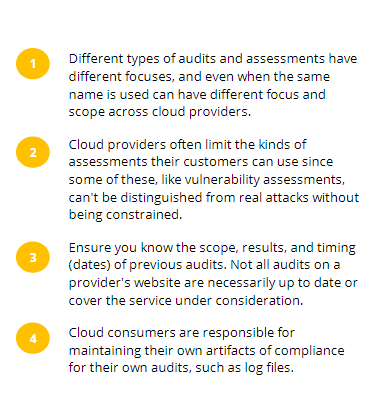 1
Different types of audits and assessments have
different focuses, and even when the same
name is used can have different focus and
scope across cloud providers.
2
Cloud providers often limit the kinds of
assessments their customers can use since
some of these, like vulnerability assessments,
can't be distinguished from real attacks without
being constrained.
3
Ensure you know the scope, results, and timing
(dates) of previous audits. Not all audits on a
provider's website are necessarily up to date or
cover the service under consideration.
4
Cloud consumers are responsible for
maintaining their own artifacts of compliance
for their own audits, such as log files.